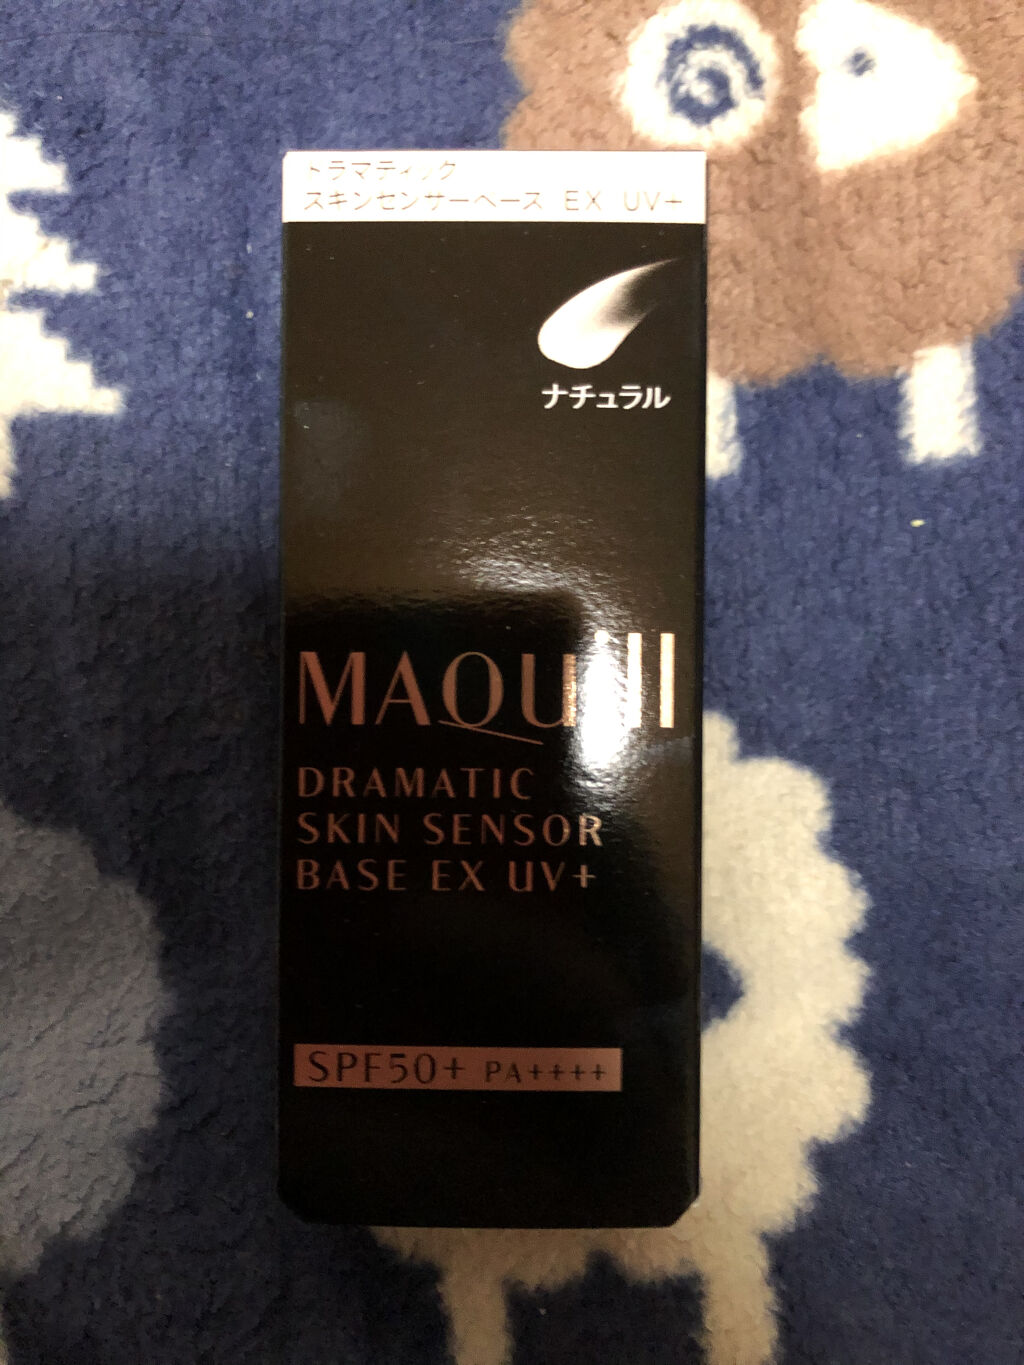 ドラマティック
スキンセンサーベース EX UV+
ナチュラル
MAQuill
DRAMATIC
SKIN SENSOR
BASE EX UV+
SPF50+ PA++++